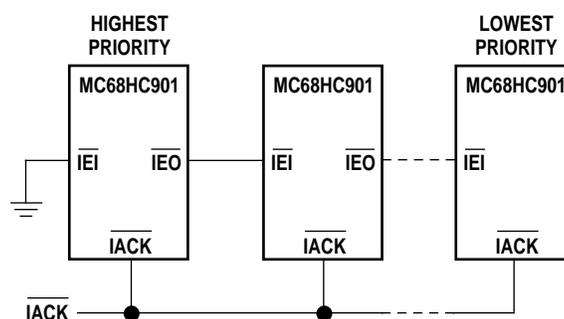 HIGHEST
PRIORITY
LOWEST
PRIORITY
MC68HC901
MC68HC901
MC68HC901
IEI
IEO
IEI
IEO
IEI
IACK
IACK
IACK
IACK